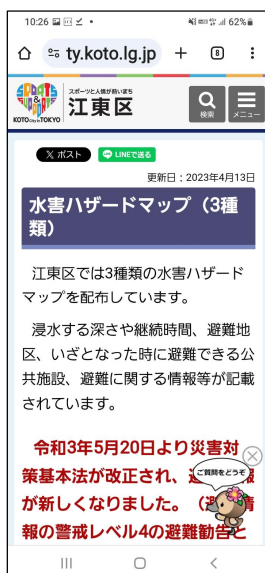 10:26
62%
ty.koto.lg.jp
8
SPORTS
&
KOTO City in TOKYO
スポーツと人情が熱いまち
江東区
検索
メニュー
ポスト
LINEで送る
更新日：2023年4月13日
水害ハザードマップ（3種
類）
江東区では3種類の水害ハザード
マップを配布しています。
浸水する深さや継続時間、避難地
区、いざとなった時に避難できる公
共施設、避難に関する情報等が記載
されています。
令和3年5月20日より災害対
策基本法が改正され、
ご質問をどうぞ
が新しくなりました。（
報の警戒レベル4の避難勧告と